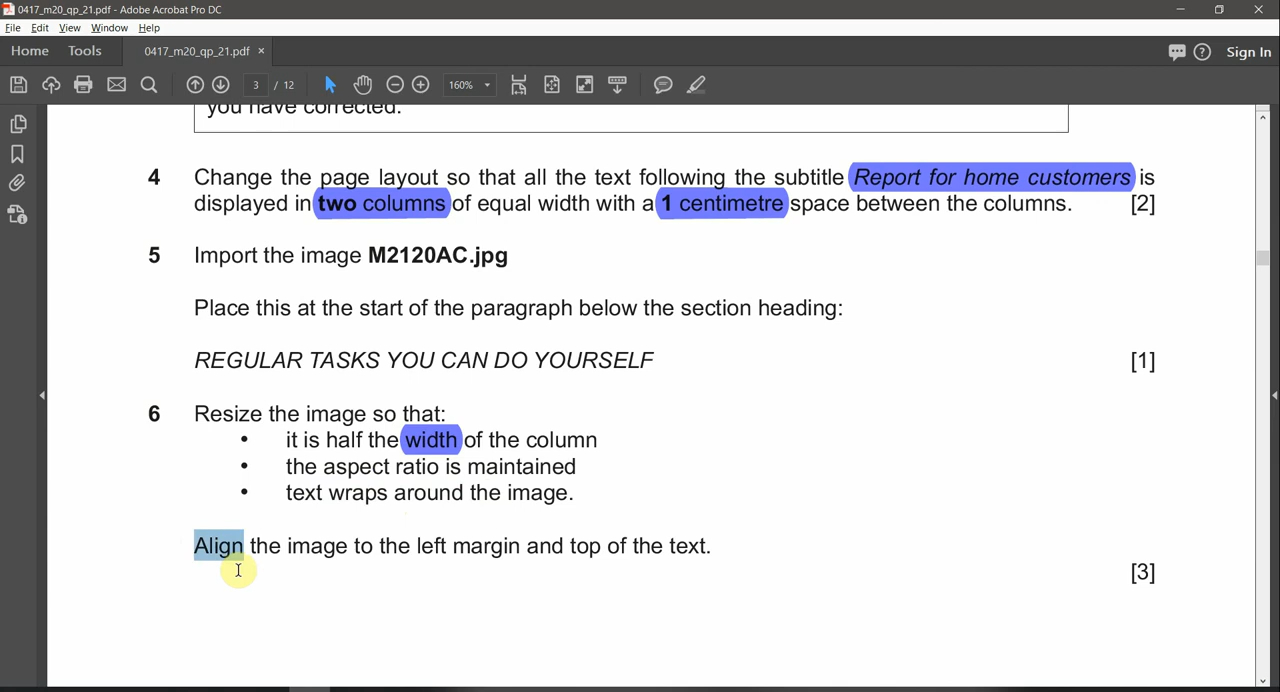 0417_m20_qp_21.pdf - Adobe Acrobat Pro DC
File Edit View Window Help
Home Tools 0417_m20_qp_21.pdf × Sign In
3 / 12 160%
you have corrected.
4 Change the page layout so that all the text following the subtitle Report for home customers is
displayed in two columns of equal width with a 1 centimetre space between the columns. [2]
5 Import the image M2120AC.jpg
Place this at the start of the paragraph below the section heading:
REGULAR TASKS YOU CAN DO YOURSELF [1]
6 Resize the image so that:
• it is half the width of the column
• the aspect ratio is maintained
• text wraps around the image.
Align the image to the left margin and top of the text.
[3]